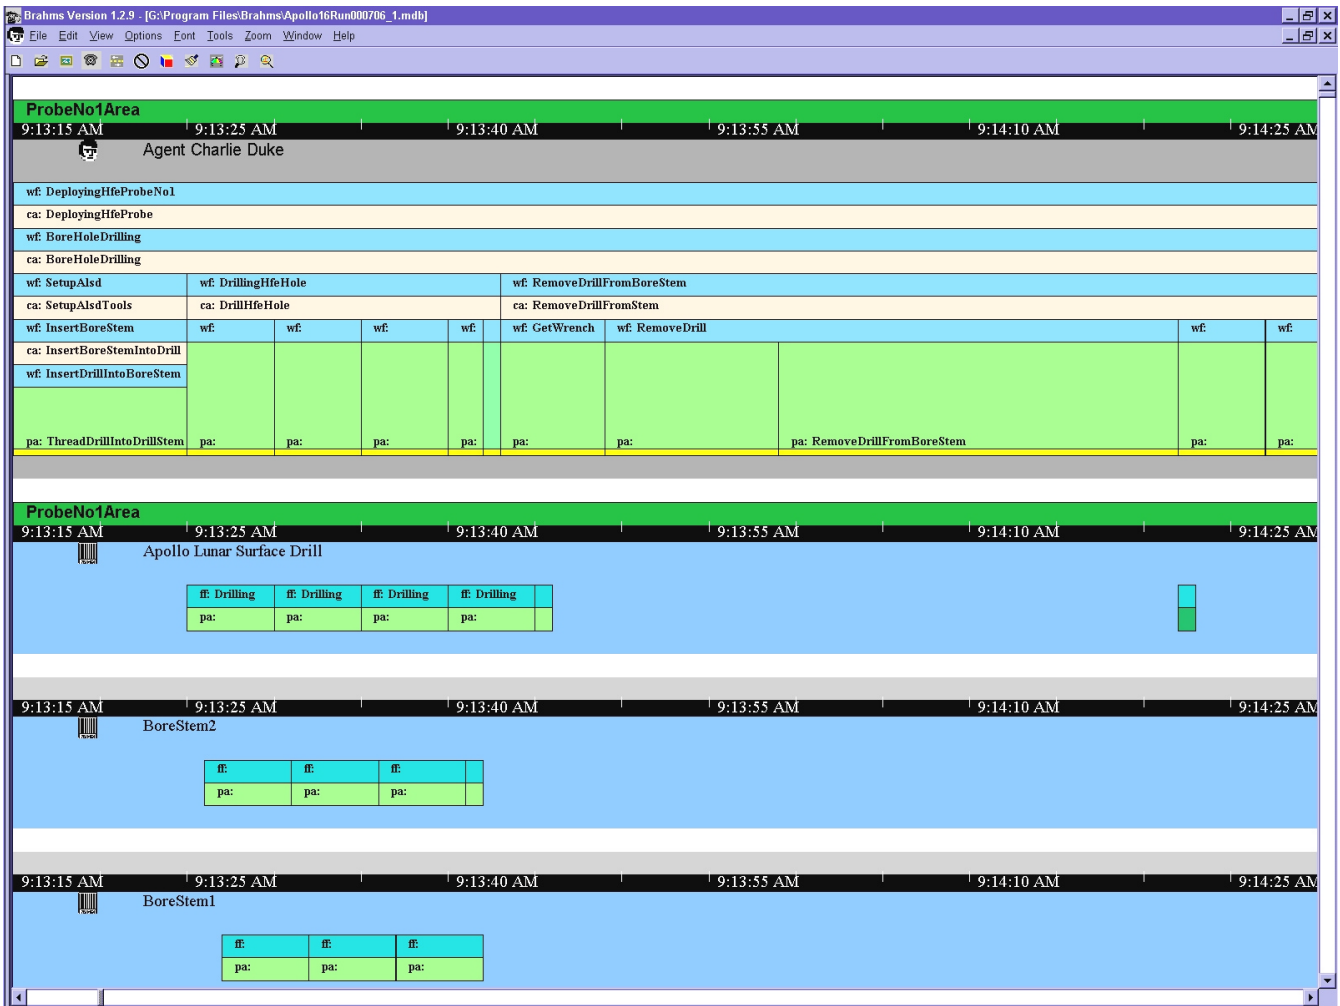 Brahms Version 1.2.9 - [G:\Program Files\Brahms\Apollo16Run000706_1.mdb]
File Edit View Options Font Tools Zoom Window Help
ProbeNo1Area
9:13:15 AM 9:13:25 AM 9:13:40 AM 9:13:55 AM 9:14:10 AM 9:14:25 AM
Agent Charlie Duke
wf: DeployingHfeProbeNo1
ca: DeployingHfeProbe
wf: BoreHoleDrilling
ca: BoreHoleDrilling
wf: SetupAlsd wf: DrillingHfeHole wf: RemoveDrillFromBoreStem
ca: SetupAlsdTools ca: DrillHfeHole ca: RemoveDrillFromStem
wf: InsertBoreStem wf: wf: wf: wf: wf: GetWrench wf: RemoveDrill wf: wf:
ca: InsertBoreStemIntoDrill
wf: InsertDrillIntoBoreStem
pa: ThreadDrillIntoDrillStem pa: pa: pa: pa: pa: pa: pa: RemoveDrillFromBoreStem pa: pa:
ProbeNo1Area
9:13:15 AM 9:13:25 AM 9:13:40 AM 9:13:55 AM 9:14:10 AM 9:14:25 AM
Apollo Lunar Surface Drill
ff: Drilling ff: Drilling ff: Drilling ff: Drilling
pa: pa: pa: pa:
9:13:15 AM 9:13:25 AM 9:13:40 AM 9:13:55 AM 9:14:10 AM 9:14:25 AM
BoreStem2
ff: ff: ff:
pa: pa: pa:
9:13:15 AM 9:13:25 AM 9:13:40 AM 9:13:55 AM 9:14:10 AM 9:14:25 AM
BoreStem1
ff: ff: ff:
pa: pa: pa: